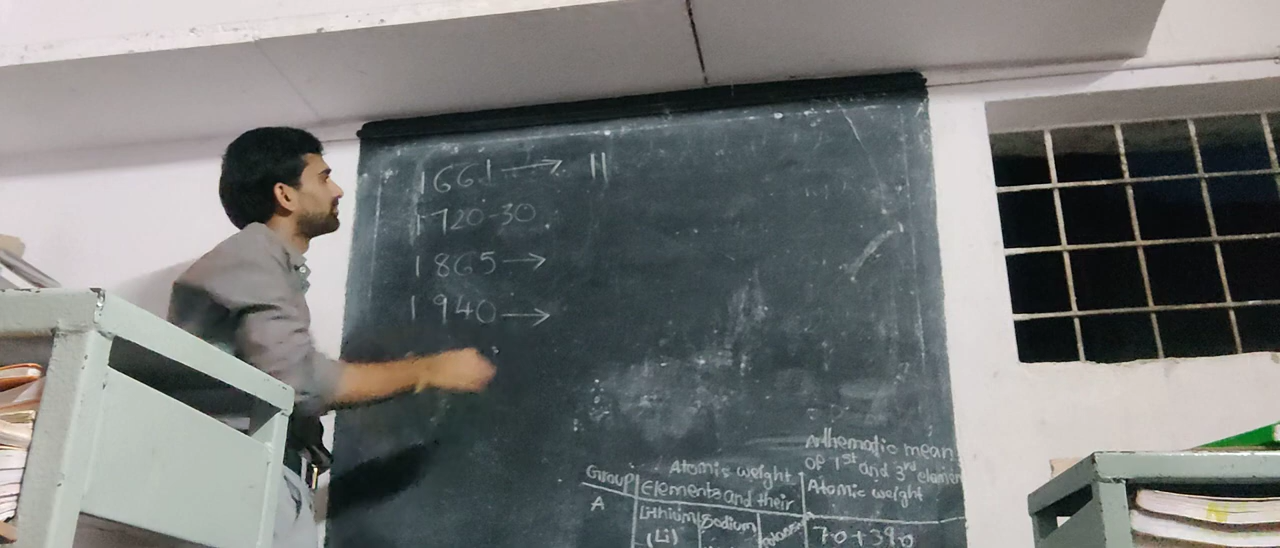 1661 → 11
1720-30
1865 →
1940 →
Arthematic mean
of 1st and 3rd element
Atomic weight
Group
Atomic weight
Elements and their
A
Lithium
(Li)
Sodium
7.0+39.0